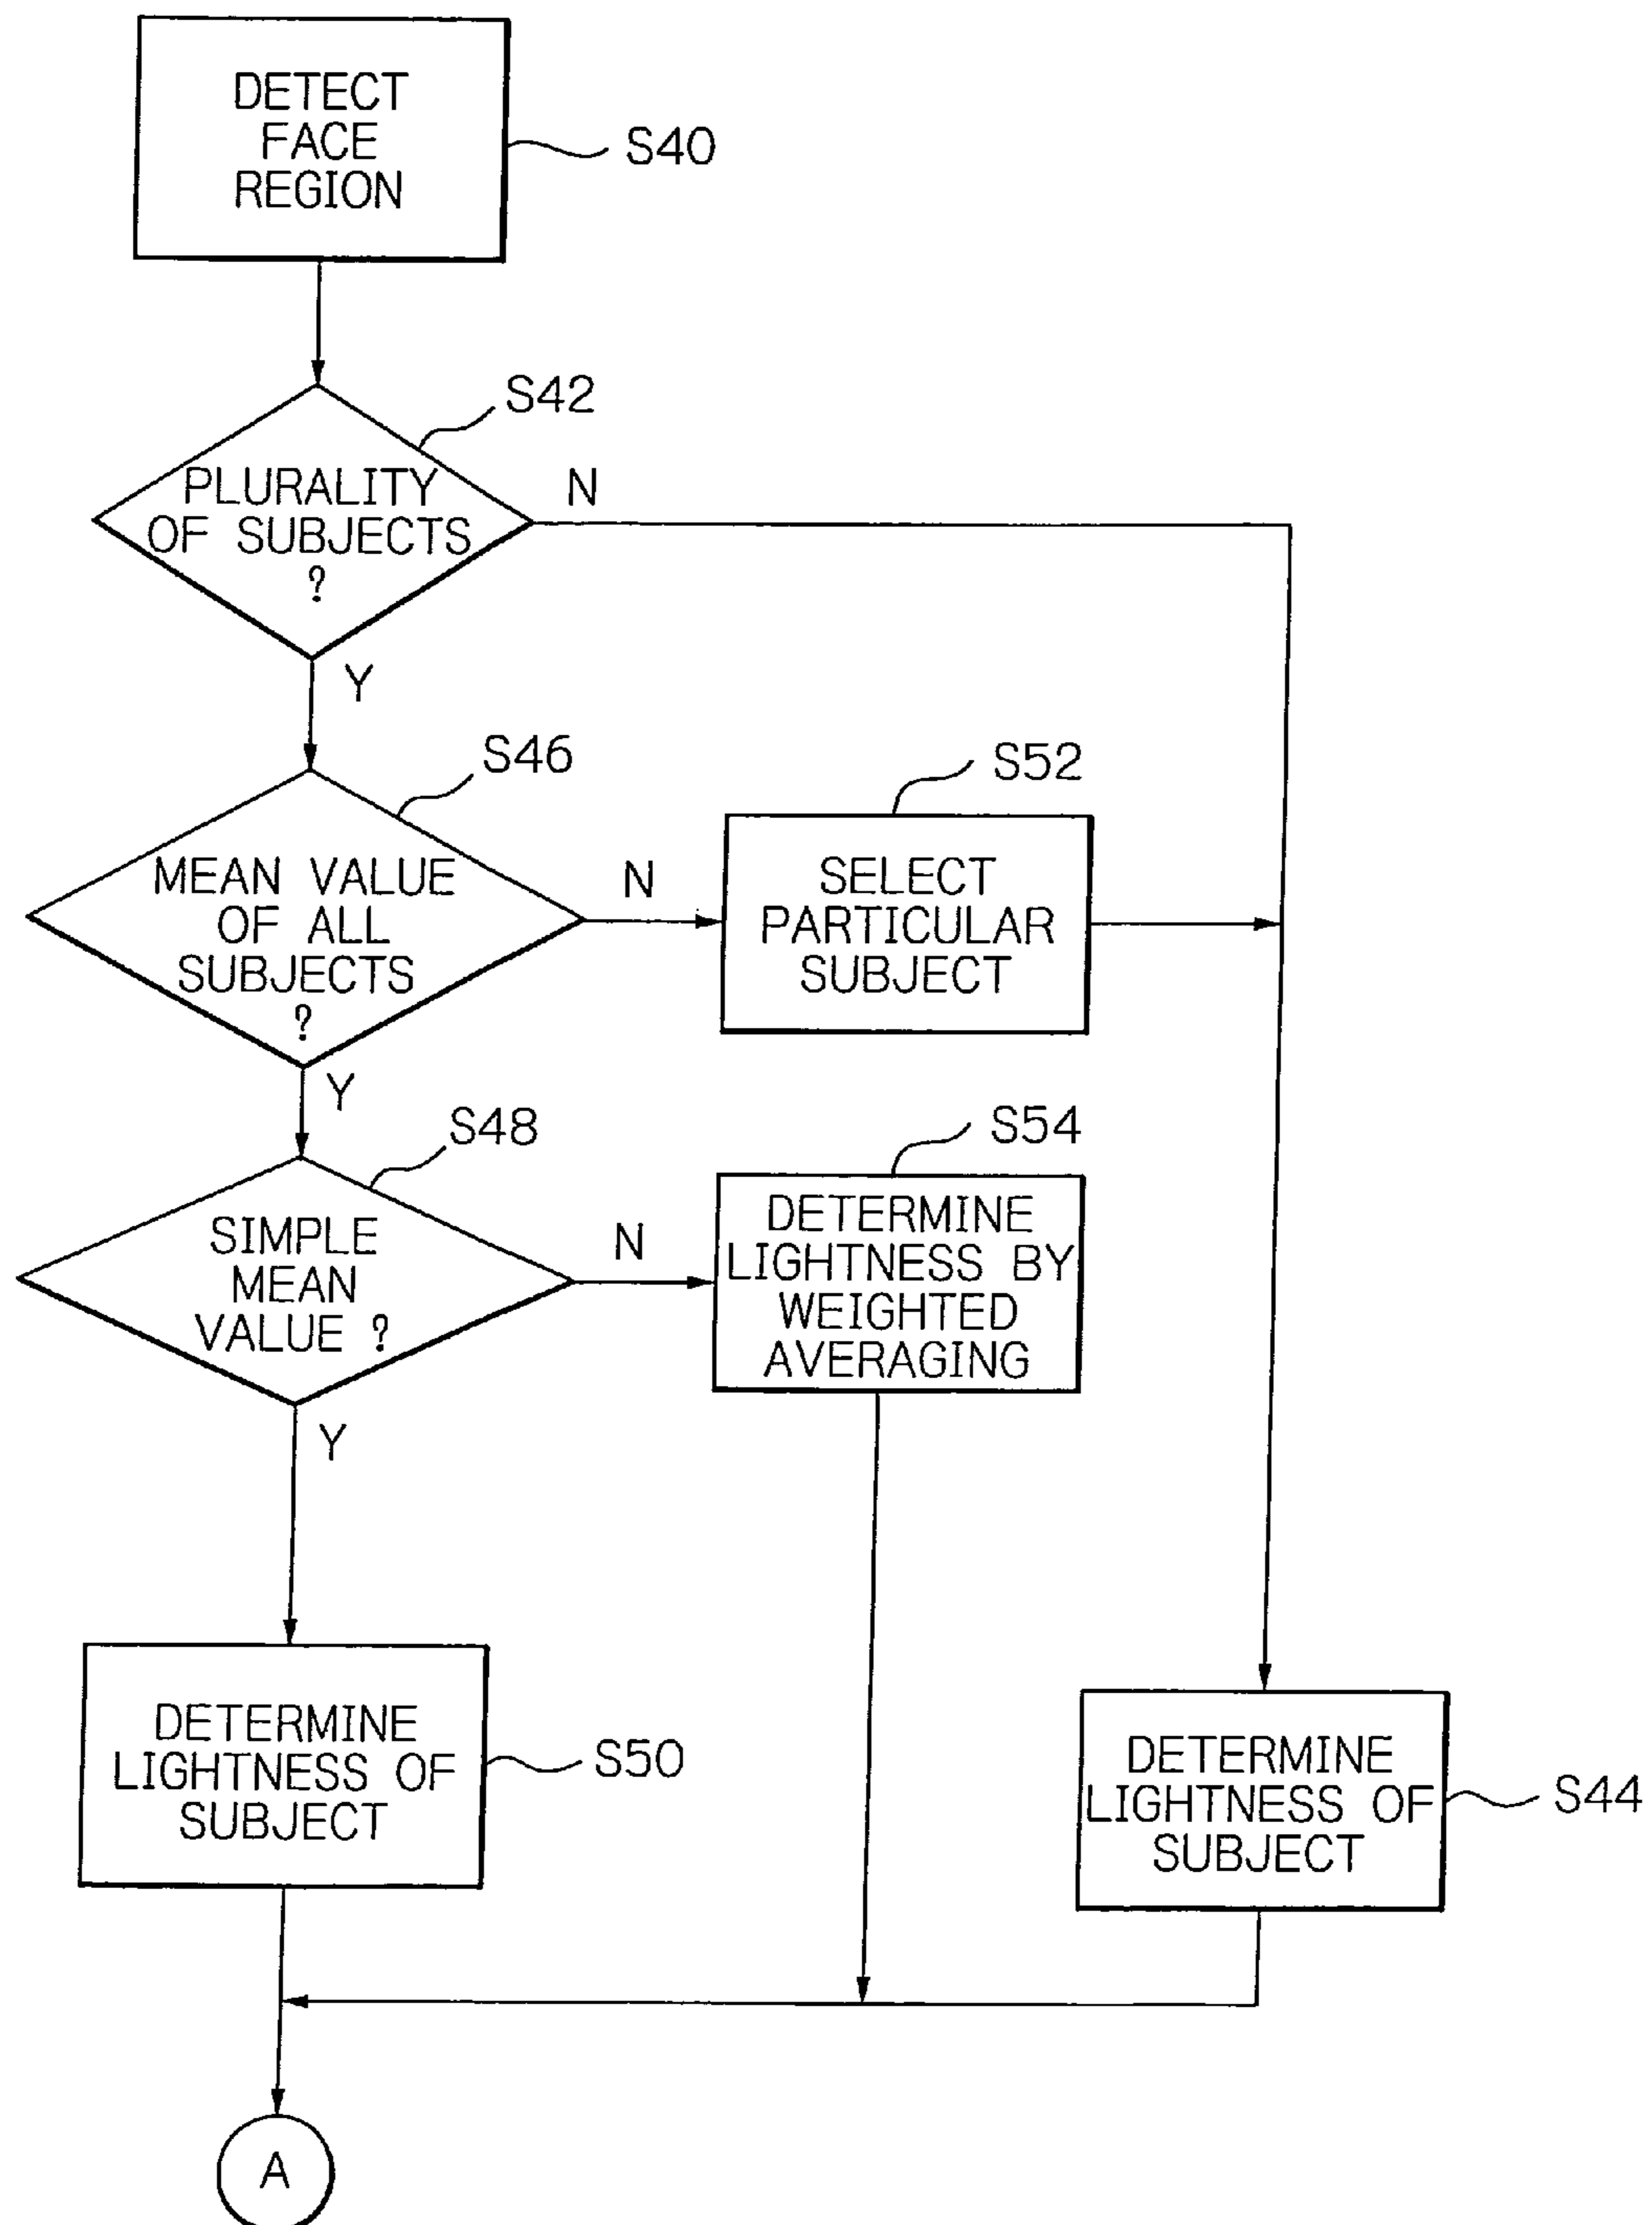 DETECT
FACE
REGION
S40
S42
PLURALITY
OF SUBJECTS
?
N
Y
S46
MEAN VALUE
OF ALL
SUBJECTS
?
N
Y
S52
SELECT
PARTICULAR
SUBJECT
S48
SIMPLE
MEAN
VALUE ?
N
Y
S54
DETERMINE
LIGHTNESS BY
WEIGHTED
AVERAGING
DETERMINE
LIGHTNESS OF
SUBJECT
S50
DETERMINE
LIGHTNESS OF
SUBJECT
S44
A